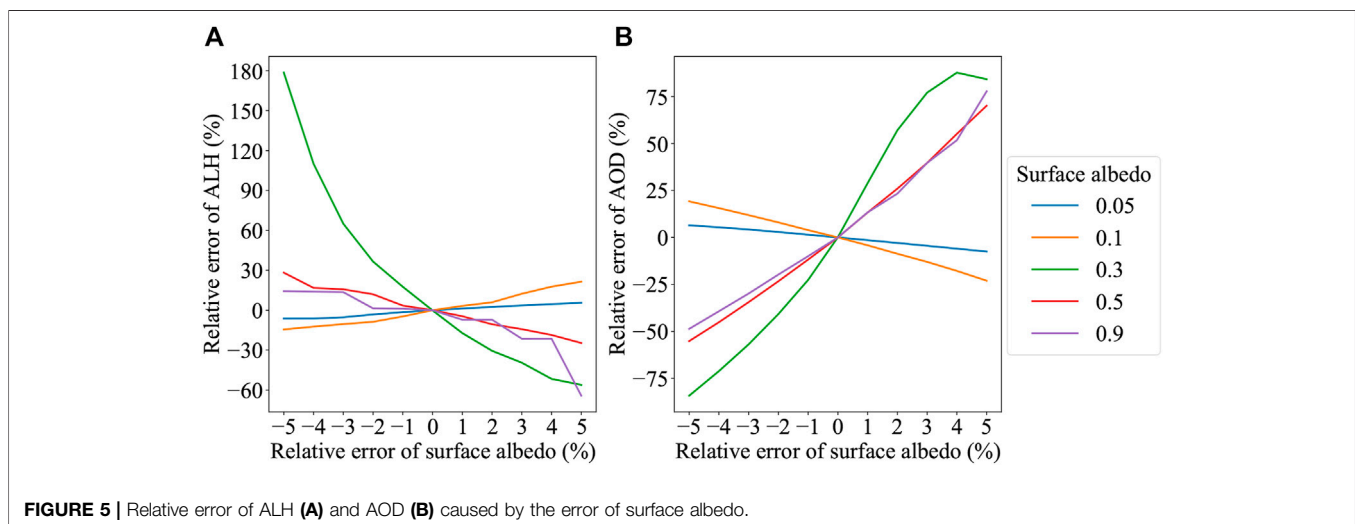 A
180
150
120
90
60
30
0
−30
−60
Relative error of ALH (%)
−5 −4 −3 −2 −1 0 1 2 3 4 5
Relative error of surface albedo (%)
B
75
50
25
0
−25
−50
−75
Relative error of AOD (%)
−5 −4 −3 −2 −1 0 1 2 3 4 5
Relative error of surface albedo (%)
Surface albedo
0.05
0.1
0.3
0.5
0.9
FIGURE 5 | Relative error of ALH (A) and AOD (B) caused by the error of surface albedo.